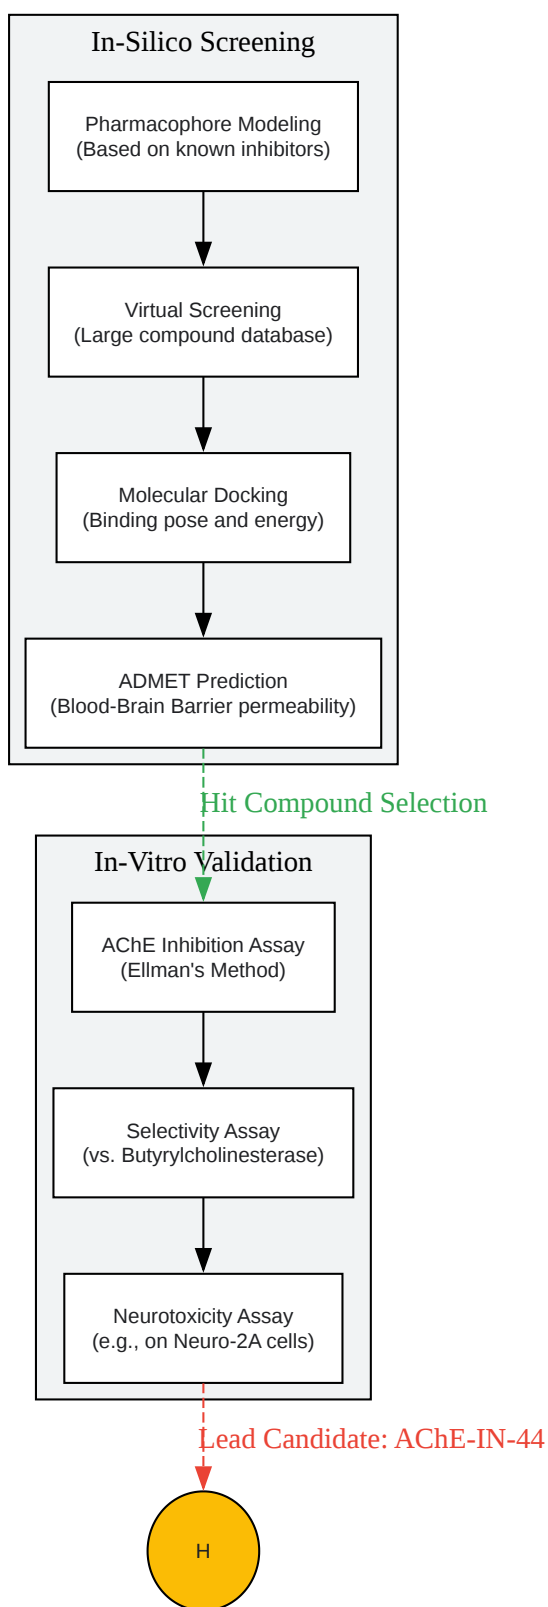 In-Silico Screening
Pharmacophore Modeling
(Based on known inhibitors)
Virtual Screening
(Large compound database)
Molecular Docking
(Binding pose and energy)
ADMET Prediction
(Blood-Brain Barrier permeability)
Hit Compound Selection
In-Vitro Validation
AChE Inhibition Assay
(Ellman's Method)
Selectivity Assay
(vs. Butyrylcholinesterase)
Neurotoxicity Assay
(e.g., on Neuro-2A cells)
Lead Candidate: AChE-IN-44
H